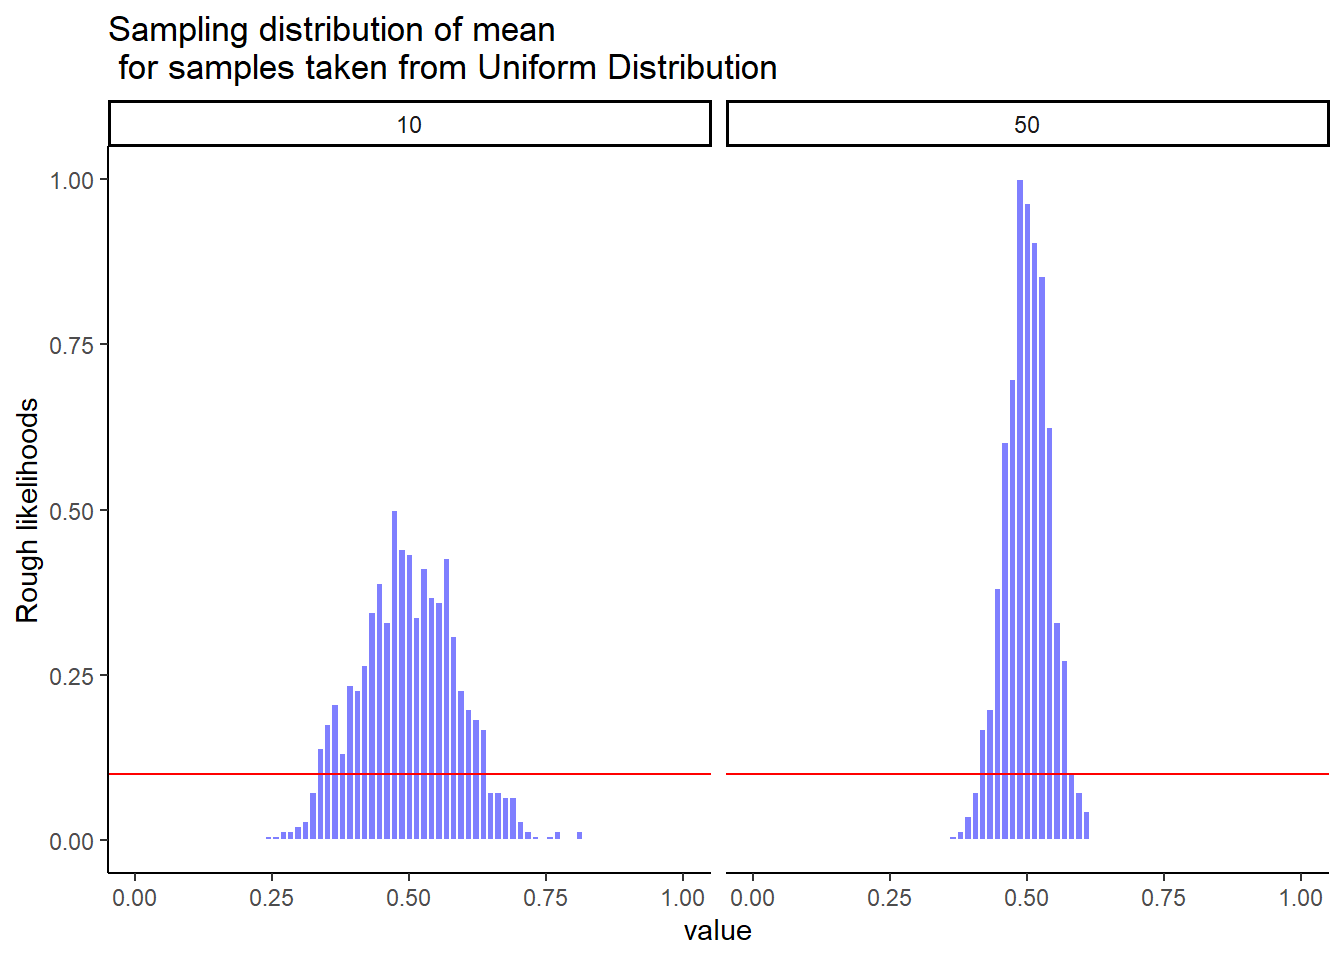 Sampling distribution of mean
for samples taken from Uniform Distribution
10
50
Rough likelihoods
1.00
0.75
0.50
0.25
0.00
0.00 0.25 0.50 0.75 1.00
0.00 0.25 0.50 0.75 1.00
value